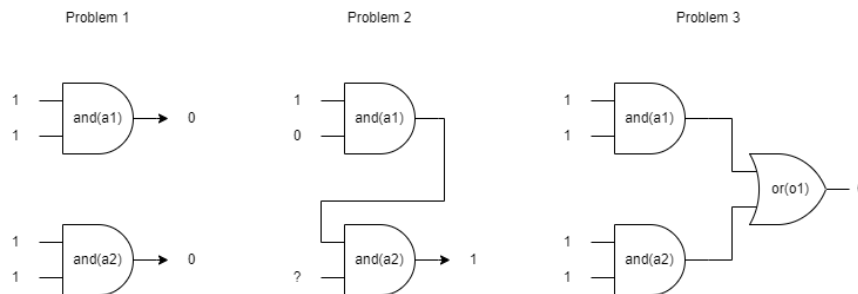 Problem 1 Problem 2 Problem 3
1 and(a1) 0
1
1 and(a2) 0
1
1 and(a1)
0
and(a2) 1
?
1 and(a1)
1
or(o1)
1 and(a2)
1